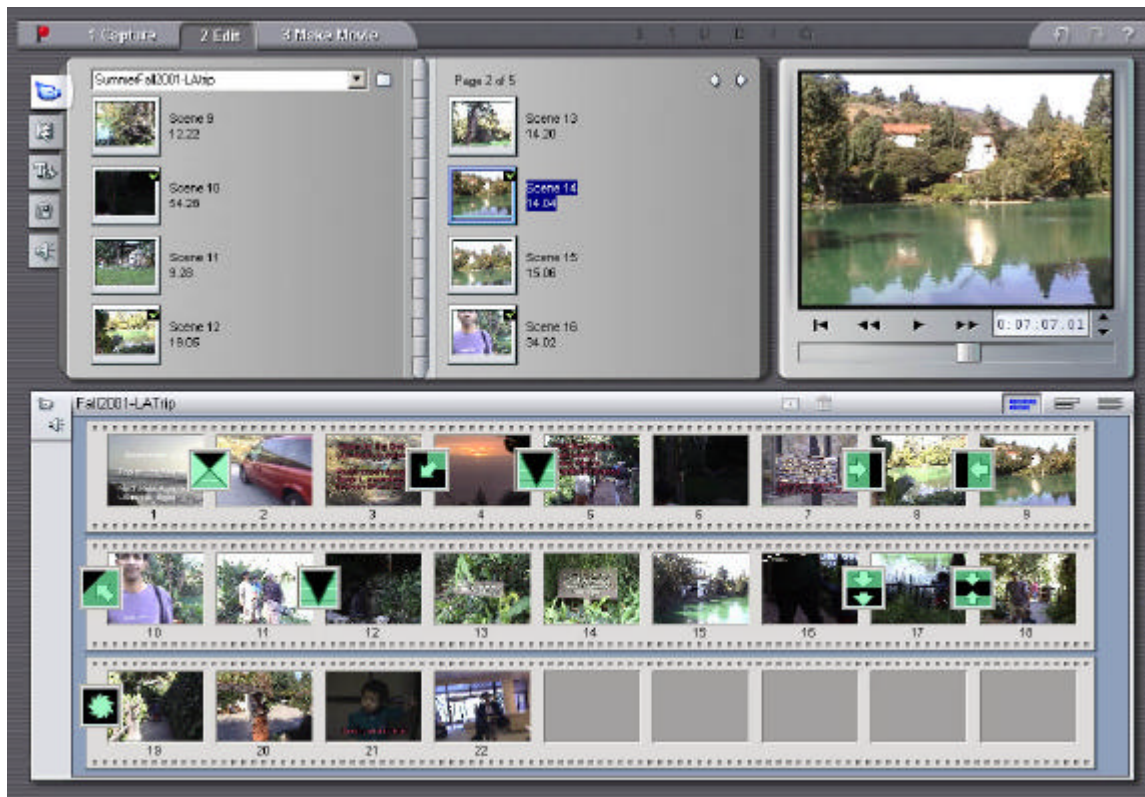 1 Capture
2 Edit
3 Make Movie
S T U D I O
?
SummerFall2001-LAtrip
Page 2 of 5
Scene 9
12.22
Scene 10
54.26
Scene 11
9.28
Scene 12
19.05
Scene 13
14.20
Scene 14
14.04
Scene 15
15.06
Scene 16
34.02
0:07:07.01
Fall2001-LATrip
1
2
3
4
5
6
7
8
9
10
11
12
13
14
15
16
17
18
19
20
21
22